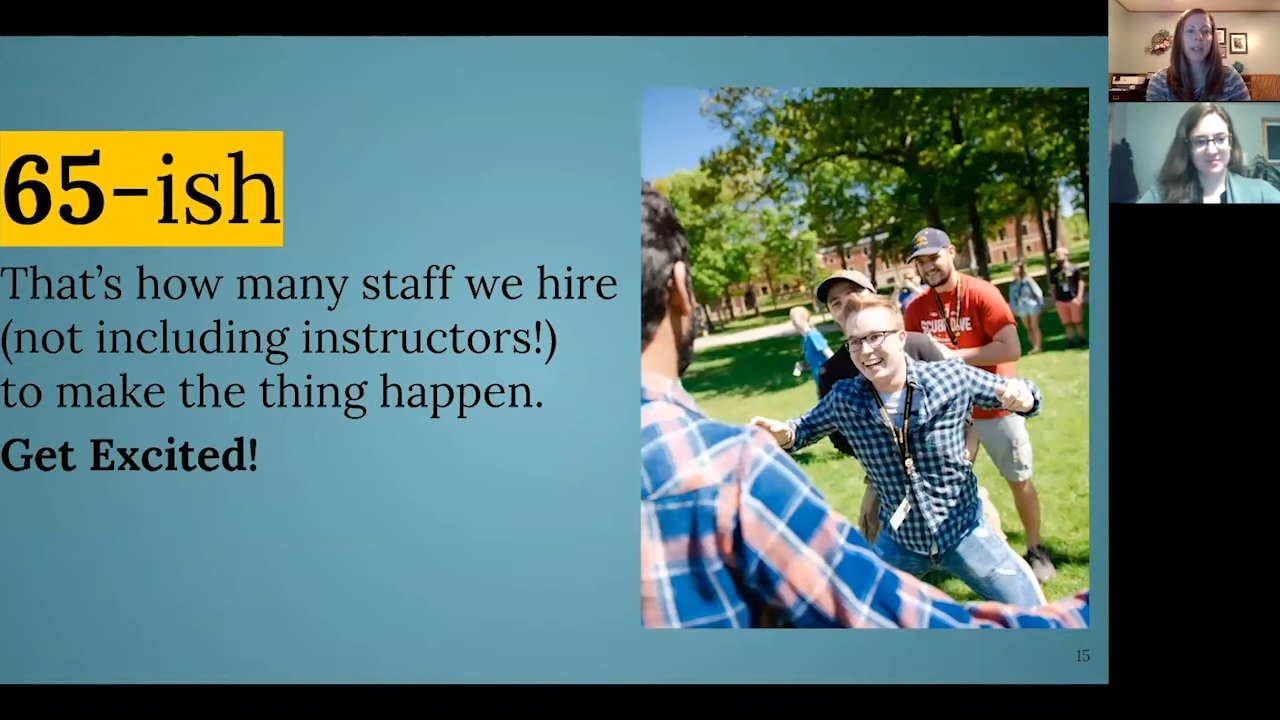 65-ish
That's how many staff we hire
(not including instructors!)
to make the thing happen.
Get Excited!
15